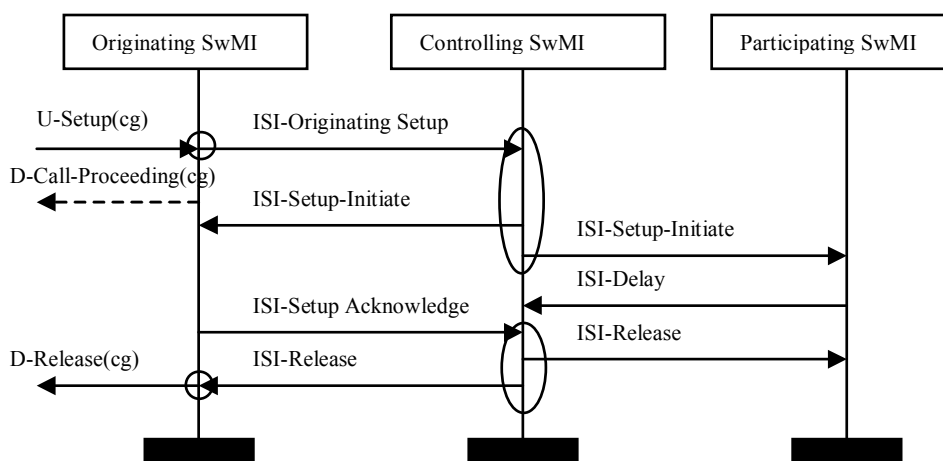 Originating SwMI
Controlling SwMI
Participating SwMI
U-Setup(cg)
ISI-Originating Setup
D-Call-Proceeding(cg)
ISI-Setup-Initiate
ISI-Setup-Initiate
ISI-Delay
ISI-Setup Acknowledge
ISI-Release
D-Release(cg)
ISI-Release